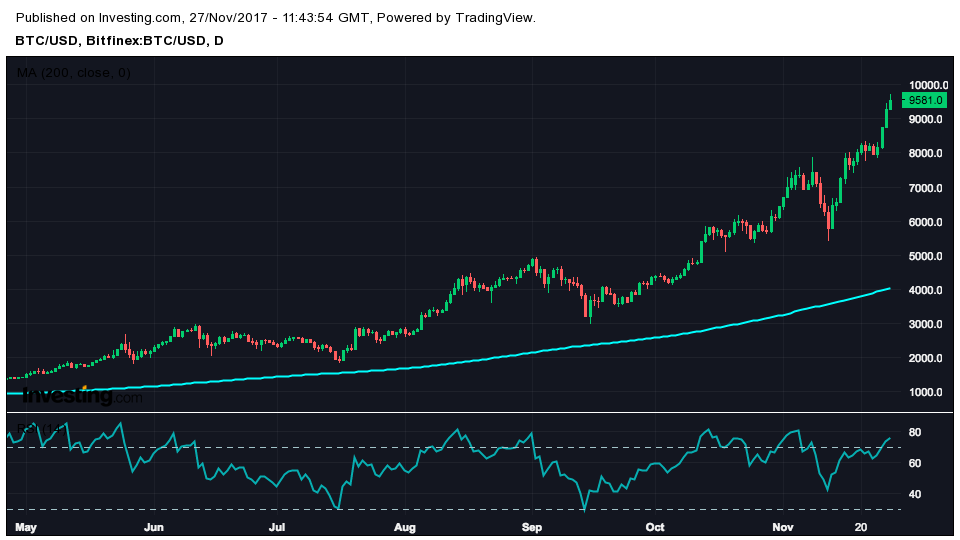 Published on Investing.com, 27/Nov/2017 - 11:43:54 GMT, Powered by TradingView.
BTC/USD, Bitfinex:BTC/USD, D
MA (200, close, 0)
10000.0
9581.0
9000.0
8000.0
7000.0
6000.0
5000.0
4000.0
3000.0
2000.0
1000.0
Investing.com
RSI (14)
80
60
40
May Jun Jul Aug Sep Oct Nov 20